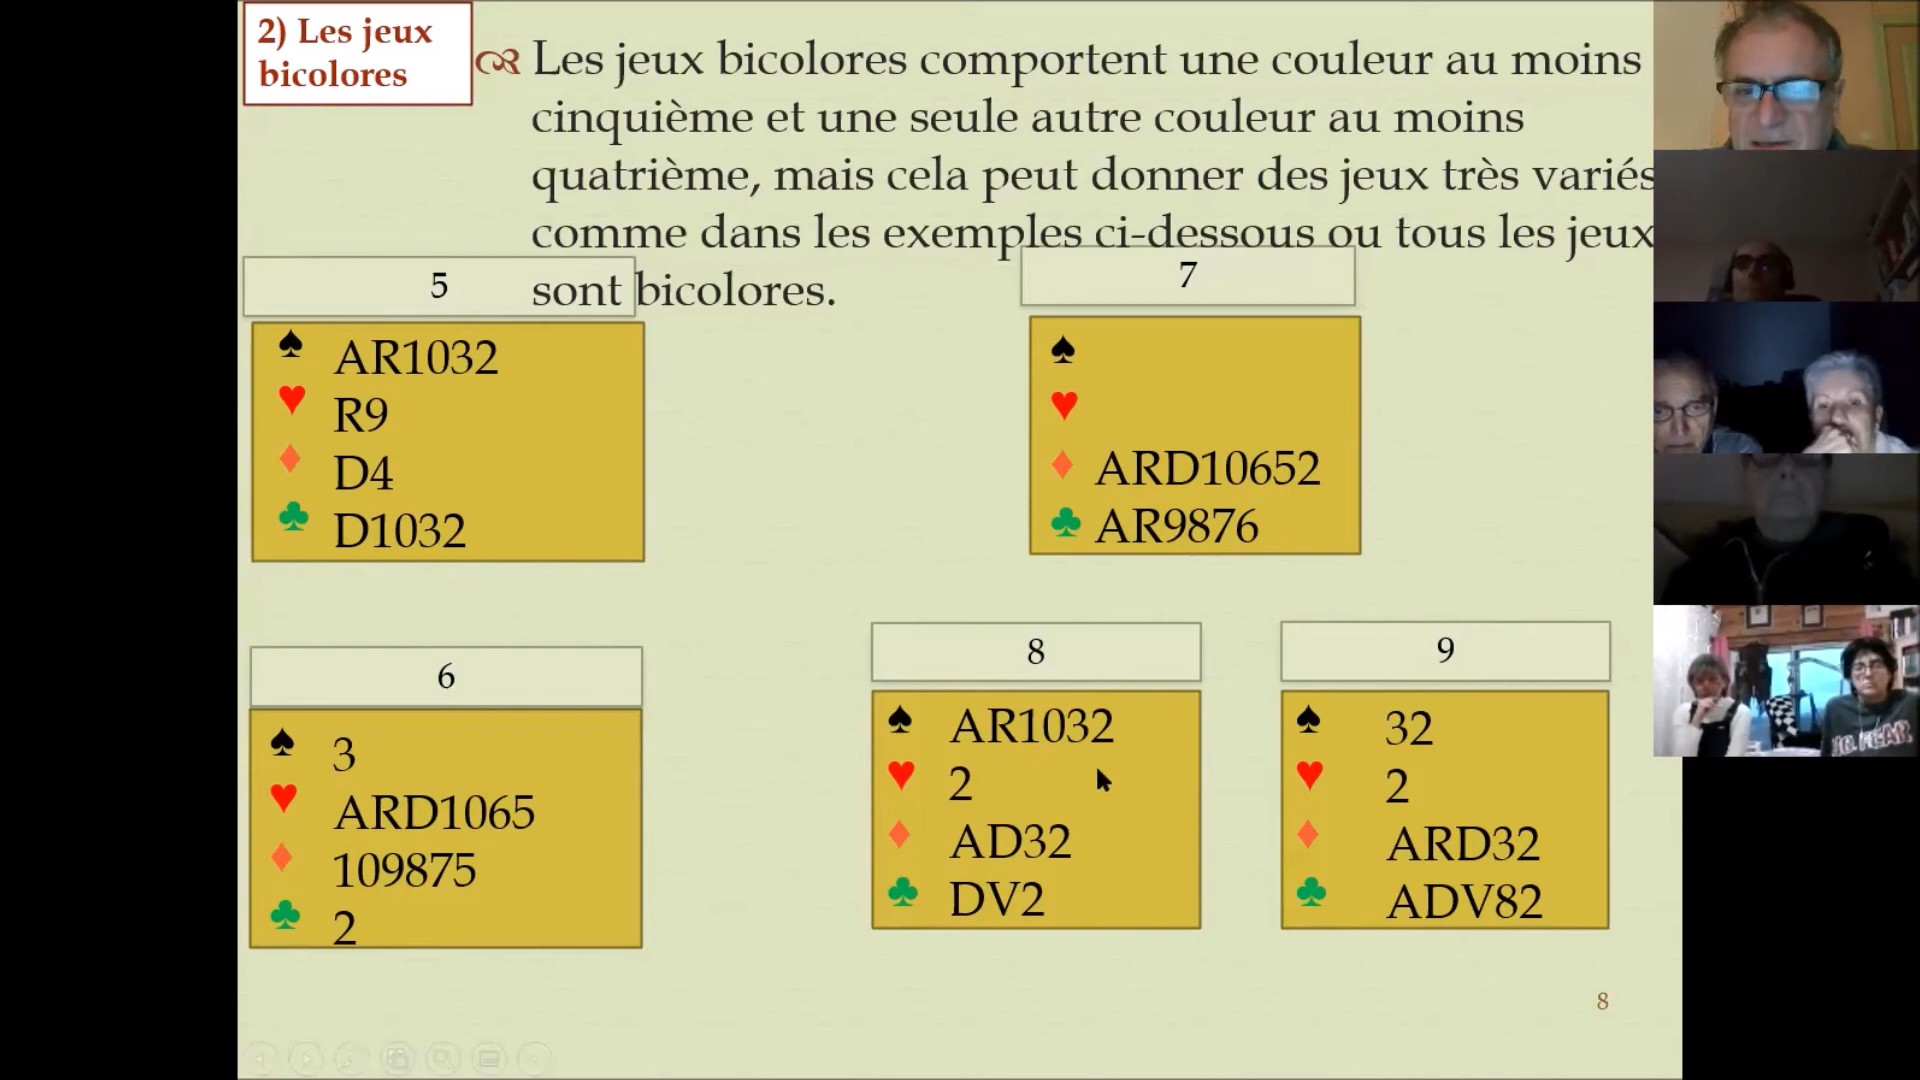 2) Les jeux
bicolores
Les jeux bicolores comportent une couleur au moins
cinquième et une seule autre couleur au moins
quatrième, mais cela peut donner des jeux très variés
comme dans les exemples ci-dessous ou tous les jeux
sont bicolores.
5
♠ AR1032
♥ R9
♦ D4
♣ D1032
7
♠
♥
♦ ARD10652
♣ AR9876
6
♠ 3
♥ ARD1065
♦ 109875
♣ 2
8
♠ AR1032
♥ 2
♦ AD32
♣ DV2
9
♠ 32
♥ 2
♦ ARD32
♣ ADV82
NO FEAR
8